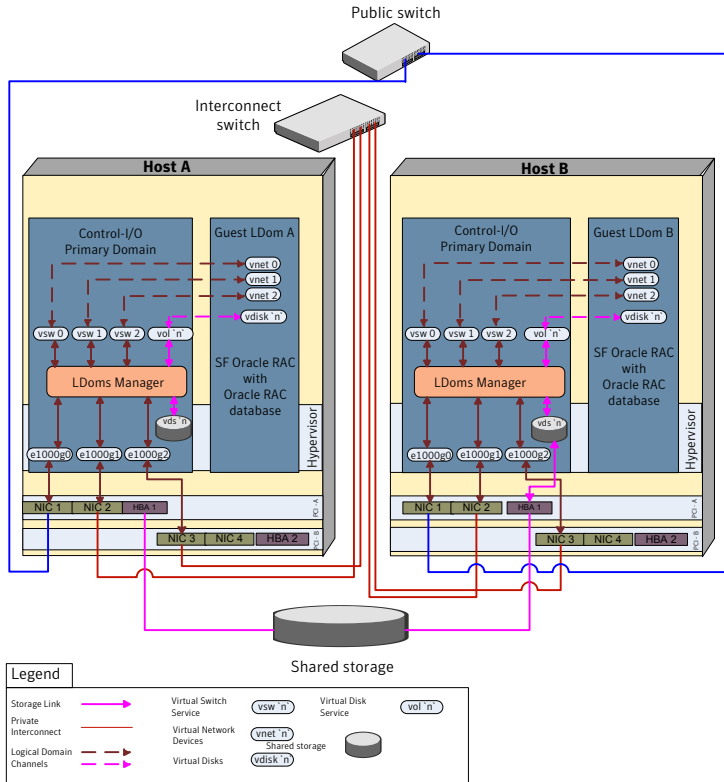 Public switch
Interconnect
switch
Host A
Control-I/O
Primary Domain
Guest LDom A
vnet 0
vnet 1
vnet 2
vdisk `n`
vsw 0
vsw 1
vsw 2
vol `n`
LDoms Manager
SF Oracle RAC
with
Oracle RAC
database
vds `n
Hypervisor
e1000g0
e1000g1
e1000g2
NIC 1
NIC 2
HBA 1
PCI - A
NIC 3
NIC 4
HBA 2
PCI - B
Host B
Control-I/O
Primary Domain
Guest LDom B
vnet 0
vnet 1
vnet 2
vdisk `n`
vsw 0
vsw 1
vsw 2
vol `n`
LDoms Manager
SF Oracle RAC
with
Oracle RAC
database
vds `n
Hypervisor
e1000g0
e1000g1
e1000g2
NIC 1
NIC 2
HBA 1
PCI - A
NIC 3
NIC 4
HBA 2
PCI - B
Shared storage
Legend
Storage Link
Private
Interconnect
Logical Domain
Channels
Virtual Switch
Service
vsw `n`
Virtual Network
Devices
vnet `n`
Virtual Disks
vdisk `n`
Virtual Disk
Service
vol `n`
Shared storage